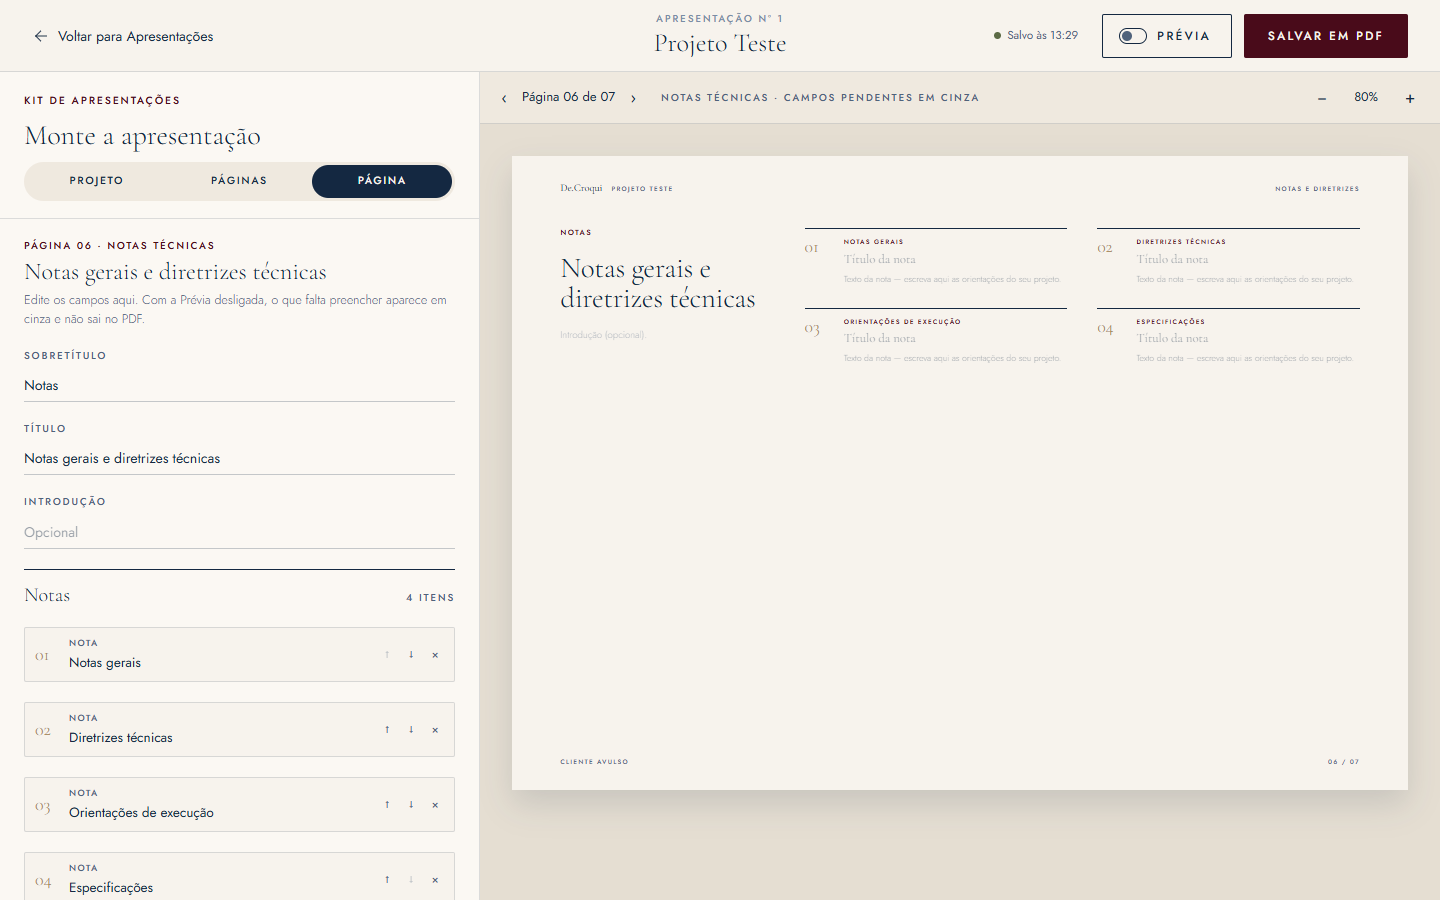 Voltar para Apresentações
APRESENTAÇÃO Nº 1
Projeto Teste
Salvo às 13:29
PRÉVIA
SALVAR EM PDF
KIT DE APRESENTAÇÕES
Monte a apresentação
PROJETO
PÁGINAS
PÁGINA
PÁGINA 06 · NOTAS TÉCNICAS
Notas gerais e diretrizes técnicas
Edite os campos aqui. Com a Prévia desligada, o que falta preencher aparece em
cinza e não sai no PDF.
SOBRETÍTULO
Notas
TÍTULO
Notas gerais e diretrizes técnicas
INTRODUÇÃO
Opcional
Notas
4 ITENS
01
NOTA
Notas gerais
02
NOTA
Diretrizes técnicas
03
NOTA
Orientações de execução
04
NOTA
Especificações
Página 06 de 07
NOTAS TÉCNICAS · CAMPOS PENDENTES EM CINZA
80%
De.Croqui PROJETO TESTE
NOTAS E DIRETRIZES
NOTAS
Notas gerais e
diretrizes técnicas
Introdução (opcional)
01
NOTAS GERAIS
Título da nota
Texto da nota — escreva aqui as orientações do seu projeto.
02
DIRETRIZES TÉCNICAS
Título da nota
Texto da nota — escreva aqui as orientações do seu projeto.
03
ORIENTAÇÕES DE EXECUÇÃO
Título da nota
Texto da nota — escreva aqui as orientações do seu projeto.
04
ESPECIFICAÇÕES
Título da nota
Texto da nota — escreva aqui as orientações do seu projeto.
CLIENTE AVULSO
06 / 07